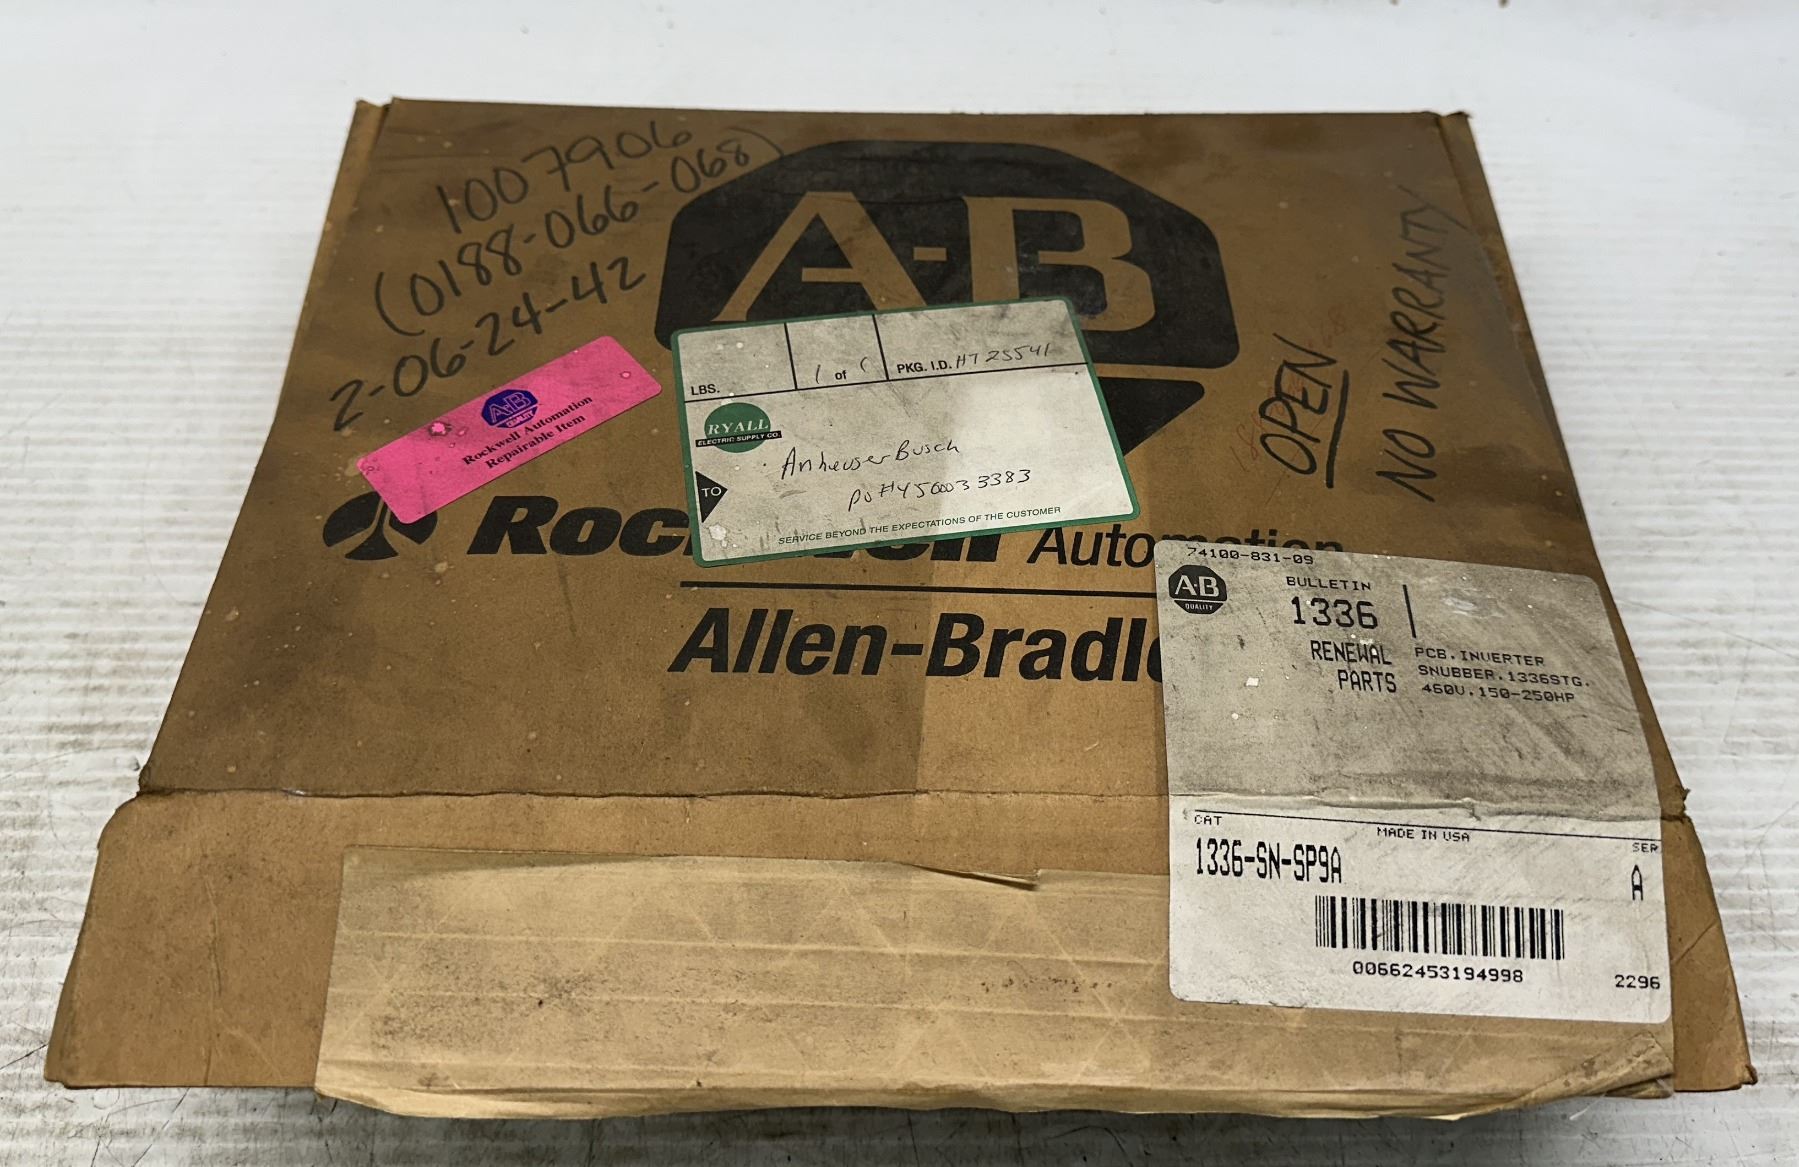 1007906
(0188-066-068)
2-06-24-42
A-B
OPEN
NO WARRANTY
A-B
QUALITY
Rockwell Automation
Repairable Item
LBS.
1 of 1
PKG. I.D. HT25541
RYALL
ELECTRIC SUPPLY CO.
TO
Anheuser Busch
PO# 4500033383
SERVICE BEYOND THE EXPECTATIONS OF THE CUSTOMER
Automation
Allen-Bradle
74100-831-09
A-B
QUALITY
BULLETIN
1336
RENEWAL
PARTS
PCB.INVERTER
SNUBBER.1336STG.
460V.150-250HP
CAT
MADE IN USA
SER
1336-SN-SP9A
A
00662453194998
2296